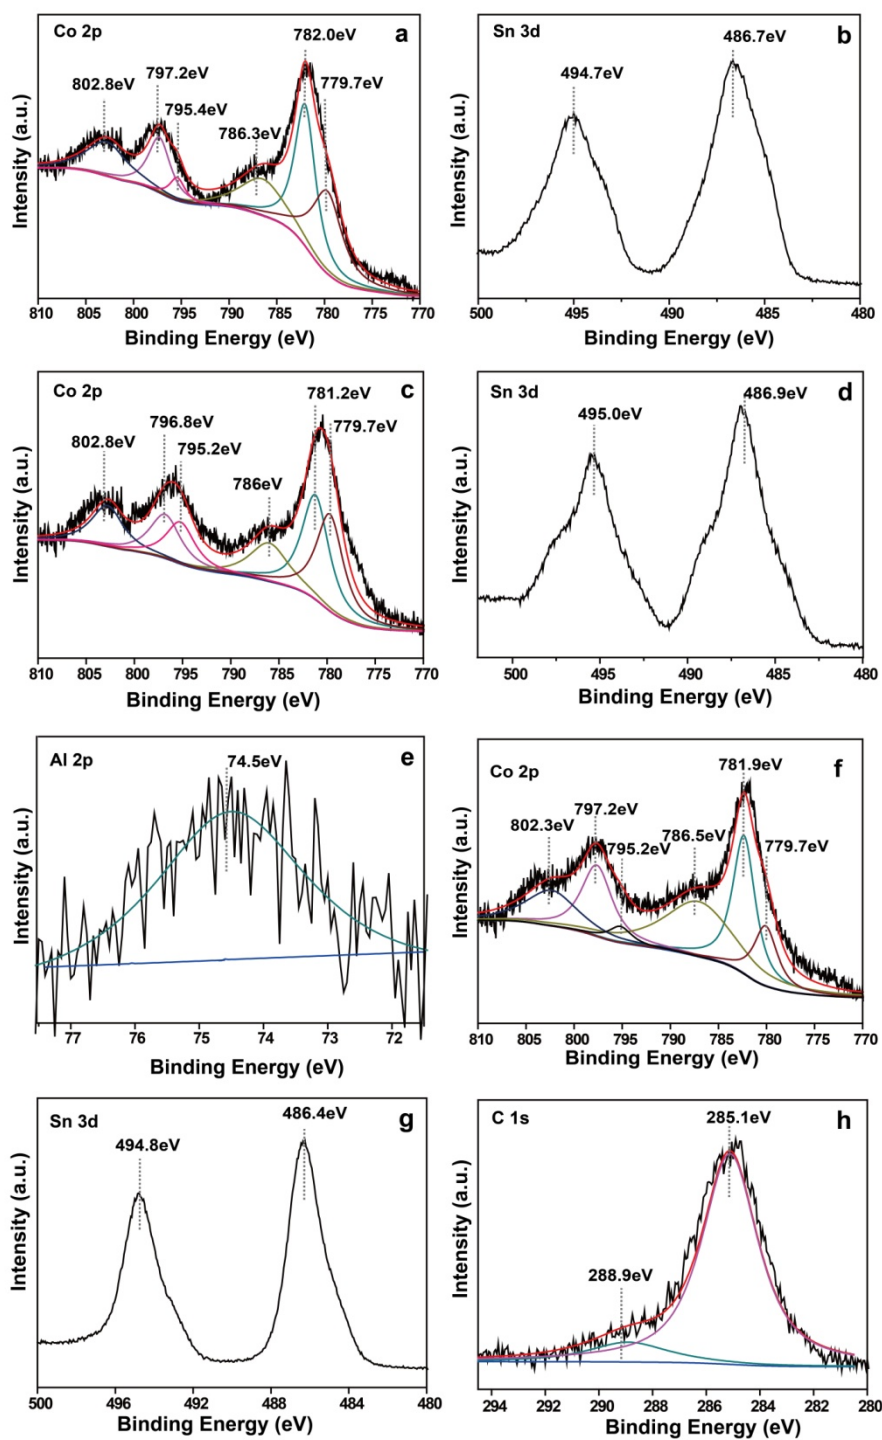 Co 2p
a
782.0eV
797.2eV
802.8eV
779.7eV
795.4eV
786.3eV
Intensity (a.u.)
810 805 800 795 790 785 780 775 770
Binding Energy (eV)
Sn 3d
b
486.7eV
494.7eV
Intensity (a.u.)
500 495 490 485 480
Binding Energy (eV)
Co 2p
c
781.2eV
796.8eV
779.7eV
802.8eV
795.2eV
786eV
Intensity (a.u.)
810 805 800 795 790 785 780 775 770
Binding Energy (eV)
Sn 3d
d
486.9eV
495.0eV
Intensity (a.u.)
500 495 490 485 480
Binding Energy (eV)
Al 2p
e
74.5eV
Intensity (a.u.)
77 76 75 74 73 72
Binding Energy (eV)
Co 2p
f
781.9eV
797.2eV
802.3eV
795.2eV
786.5eV
779.7eV
Intensity (a.u.)
810 805 800 795 790 785 780 775 770
Binding Energy (eV)
Sn 3d
g
486.4eV
494.8eV
Intensity (a.u.)
500 496 492 488 484 480
Binding Energy (eV)
C 1s
h
285.1eV
288.9eV
Intensity (a.u.)
294 292 290 288 286 284 282 280
Binding Energy (eV)